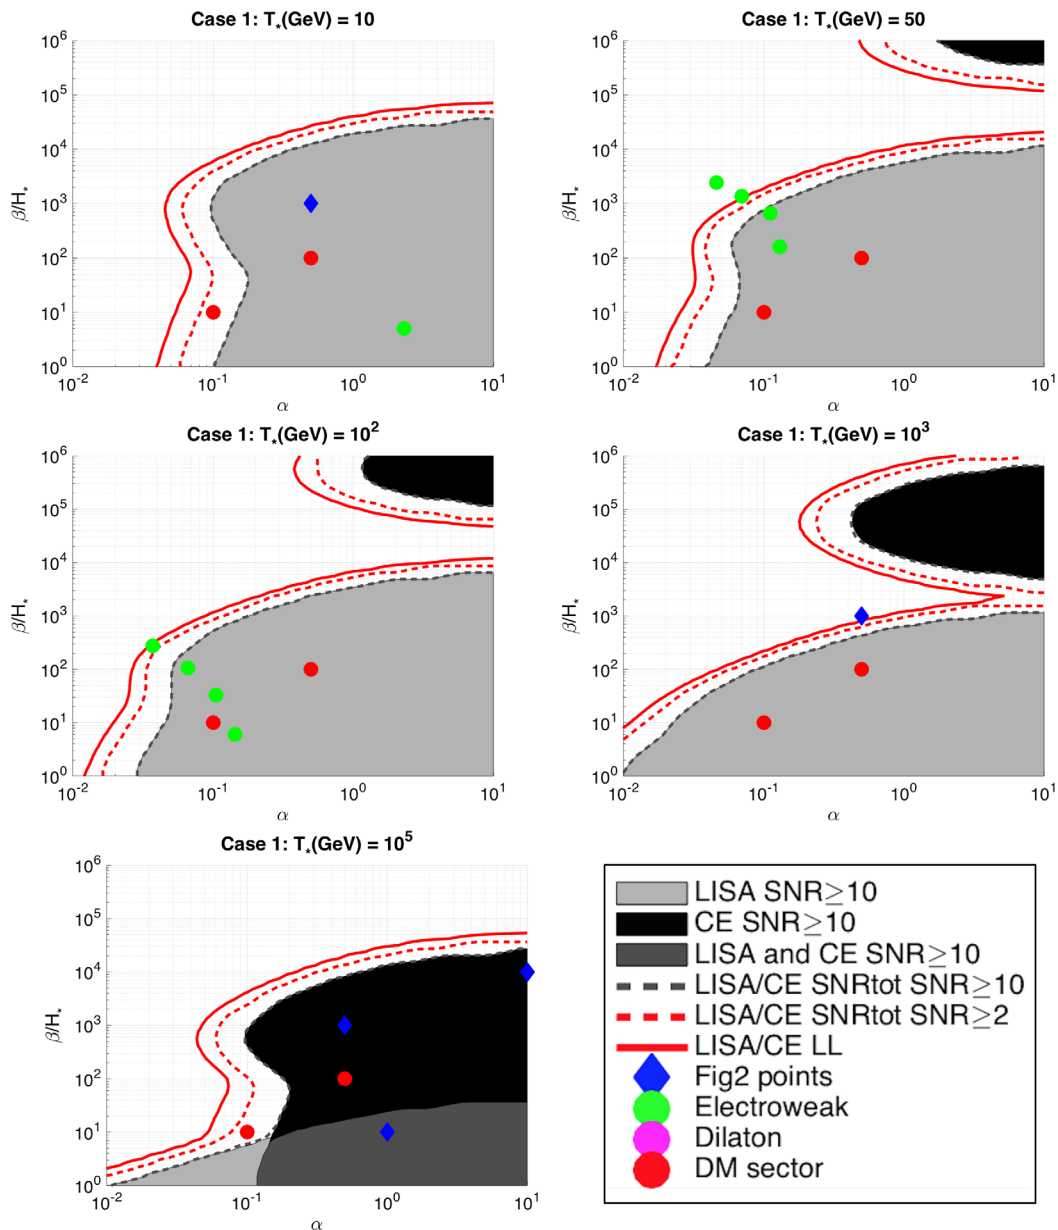 Case 1: T*(GeV) = 10
10^6
10^5
10^4
10^3
10^2
10^1
10^0
β/H*
10^-2 10^-1 10^0 10^1
α
Case 1: T*(GeV) = 50
10^6
10^5
10^4
10^3
10^2
10^1
10^0
β/H*
10^-2 10^-1 10^0 10^1
α
Case 1: T*(GeV) = 10^2
10^6
10^5
10^4
10^3
10^2
10^1
10^0
β/H*
10^-2 10^-1 10^0 10^1
α
Case 1: T*(GeV) = 10^3
10^6
10^5
10^4
10^3
10^2
10^1
10^0
β/H*
10^-2 10^-1 10^0 10^1
α
Case 1: T*(GeV) = 10^5
10^6
10^5
10^4
10^3
10^2
10^1
10^0
β/H*
10^-2 10^-1 10^0 10^1
α
LISA SNR≥10
CE SNR≥10
LISA and CE SNR≥10
LISA/CE SNRtot SNR≥10
LISA/CE SNRtot SNR≥2
LISA/CE LL
Fig2 points
Electroweak
Dilaton
DM sector